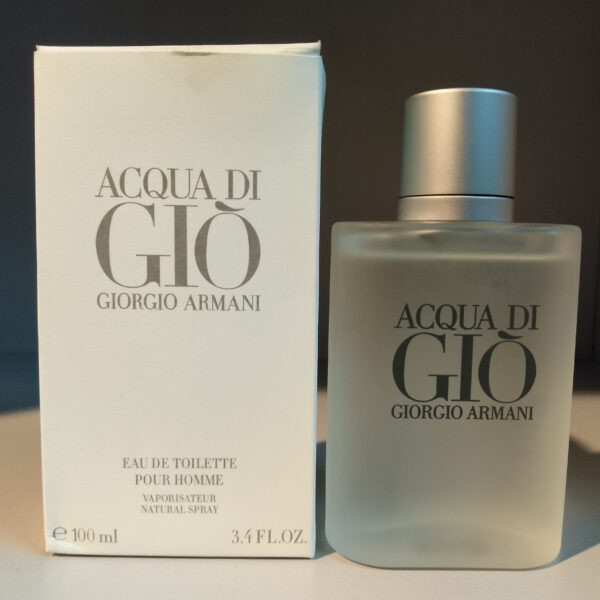 ACQUA DI
GIÒ
GIORGIO ARMANI
EAU DE TOILETTE
POUR HOMME
VAPORISATEUR
NATURAL SPRAY
℮ 100 ml 3.4 FL.OZ.
ACQUA DI
GIÒ
GIORGIO ARMANI